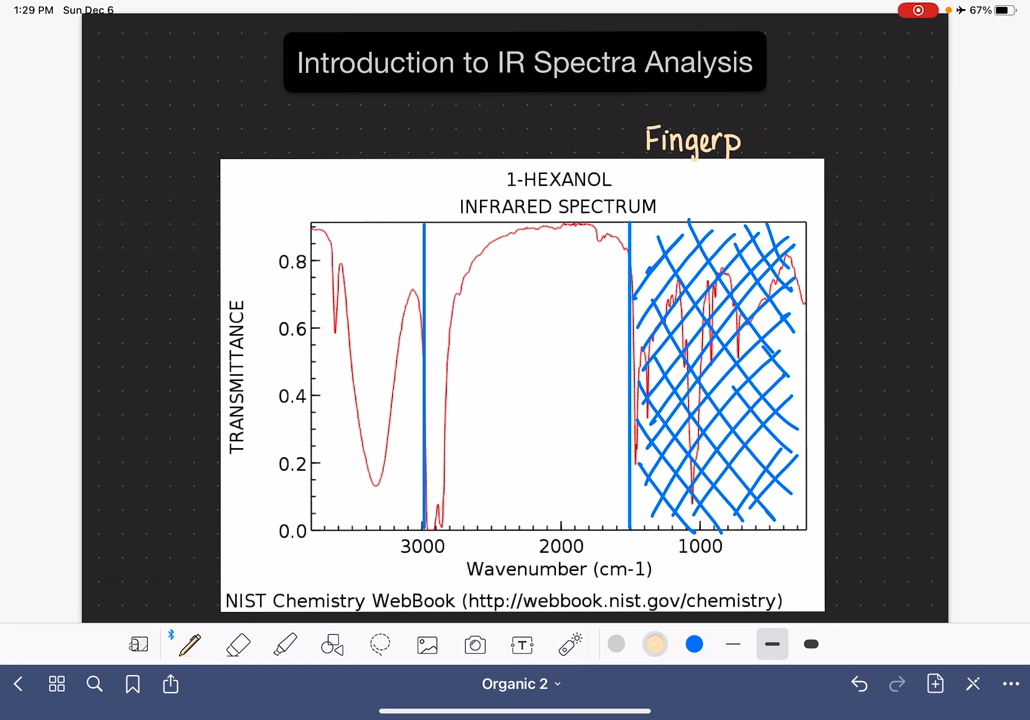 1:29 PM Sun Dec 6 67%
Introduction to IR Spectra Analysis
Fingerp
1-HEXANOL
INFRARED SPECTRUM
TRANSMITTANCE
0.8
0.6
0.4
0.2
0.0
3000 2000 1000
Wavenumber (cm-1)
NIST Chemistry WebBook (http://webbook.nist.gov/chemistry)
T
Organic 2